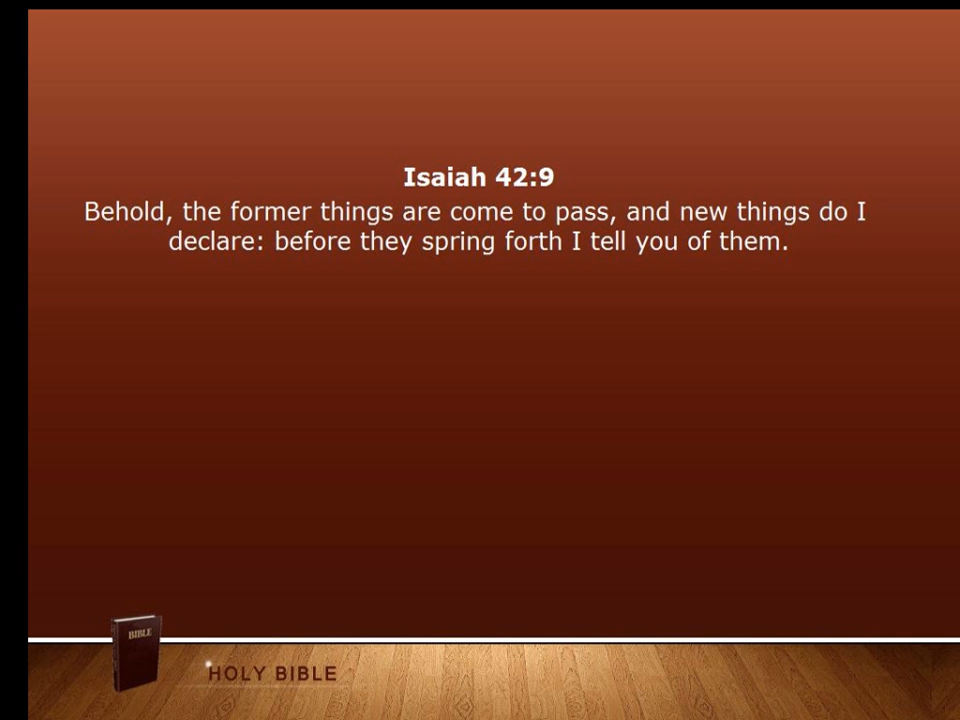 Isaiah 42:9
Behold, the former things are come to pass, and new things do I
declare: before they spring forth I tell you of them.
BIBLE
HOLY BIBLE